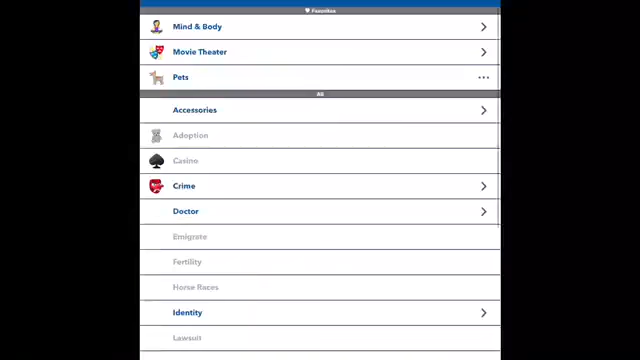 Favorites
Mind & Body
Movie Theater
Pets
All
Accessories
Adoption
Casino
Crime
Doctor
Emigrate
Fertility
Horse Races
Identity
Lawsuit